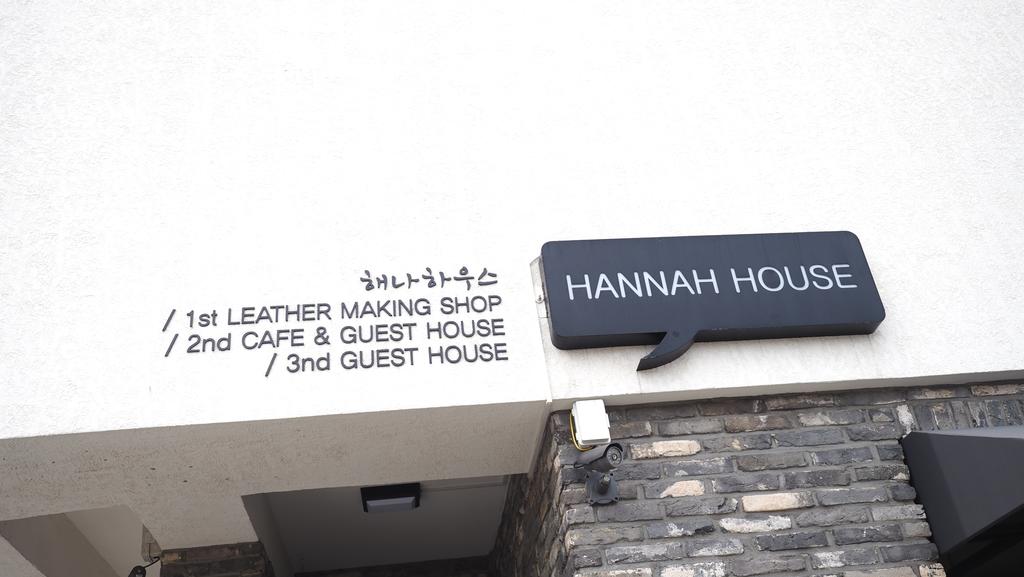 해나하우스
/ 1st LEATHER MAKING SHOP
/ 2nd CAFE & GUEST HOUSE
/ 3nd GUEST HOUSE
HANNAH HOUSE